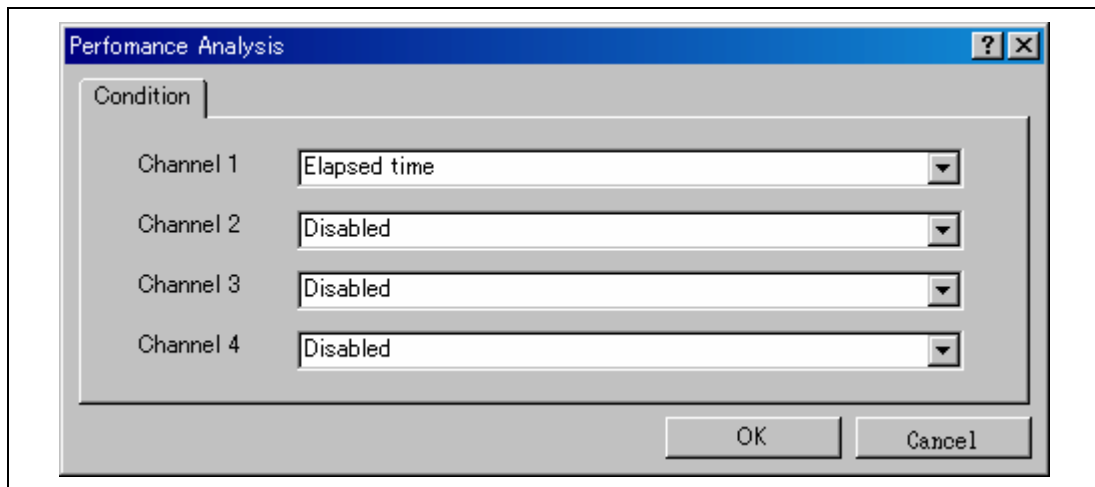 Perfomance Analysis
Condition
Channel 1 Elapsed time
Channel 2 Disabled
Channel 3 Disabled
Channel 4 Disabled
OK Cancel